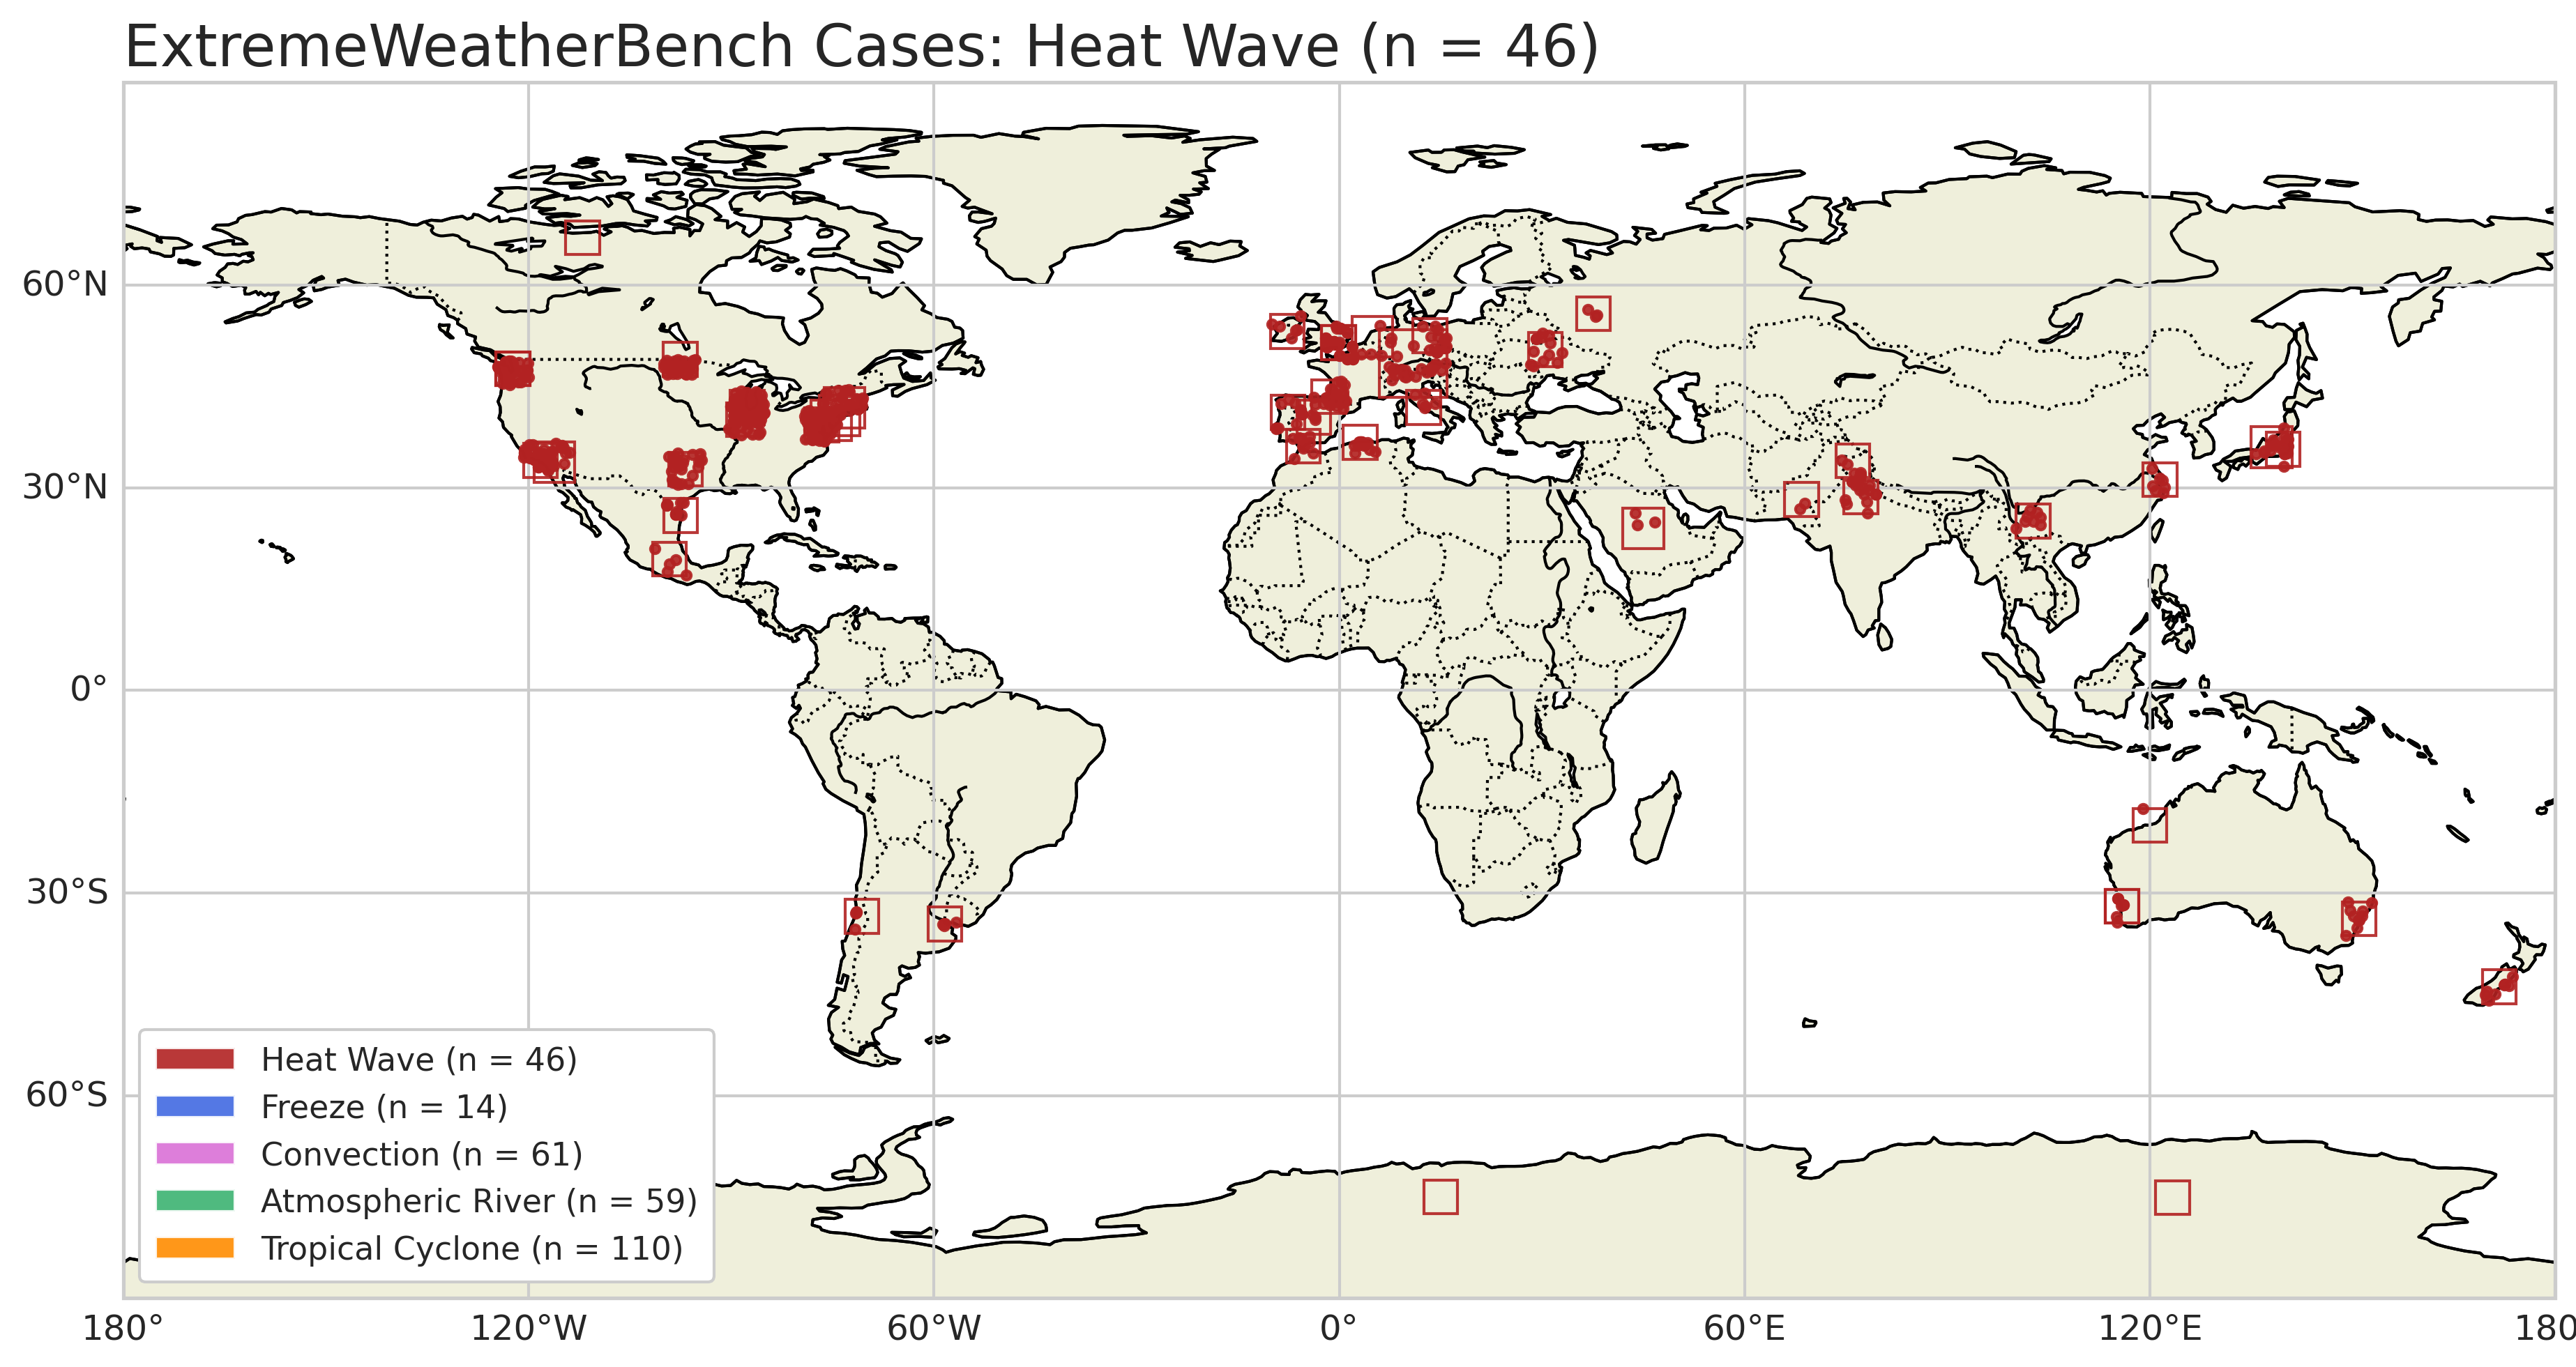 ExtremeWeatherBench Cases: Heat Wave (n = 46)
60°N
30°N
0°
30°S
60°S
Heat Wave (n = 46)
Freeze (n = 14)
Convection (n = 61)
Atmospheric River (n = 59)
Tropical Cyclone (n = 110)
180° 120°W 60°W 0° 60°E 120°E 180